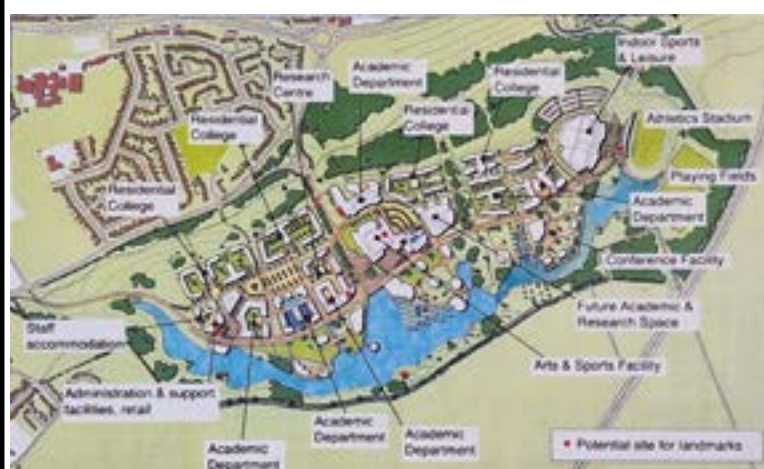 Indoor Sports
& Leisure
Academic
Department
Research
Centre
Residential
College
Residential
College
Residential
College
Athletics Stadium
Residential
College
Playing Fields
Academic
Department
Conference Facility
Future Academic &
Research Space
Staff
accommodation
Arts & Sports Facility
Administration & support
facilities, retail
Academic
Department
Academic
Department
Academic
Department
Potential site for landmarks